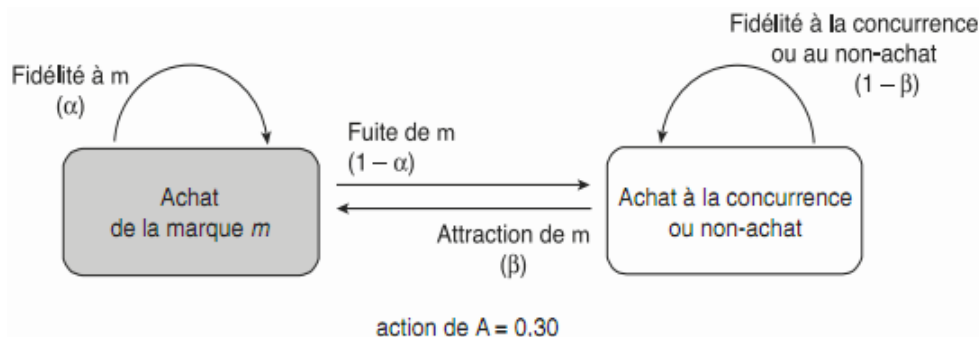 Fidélité à la concurrence
ou au non-achat
(1 – β)
Fidélité à m
(α)
Fuite de m
(1 – α)
Achat
de la marque m
Achat à la concurrence
ou non-achat
Attraction de m
(β)
action de A = 0.30